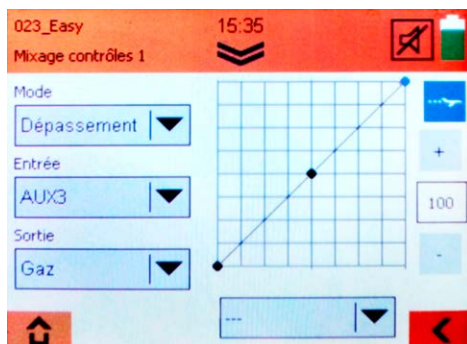 023_Easy
15:35
Mixage contrôles 1
Mode
Dépassement
Entrée
AUX3
+
100
Sortie
-
Gaz
---